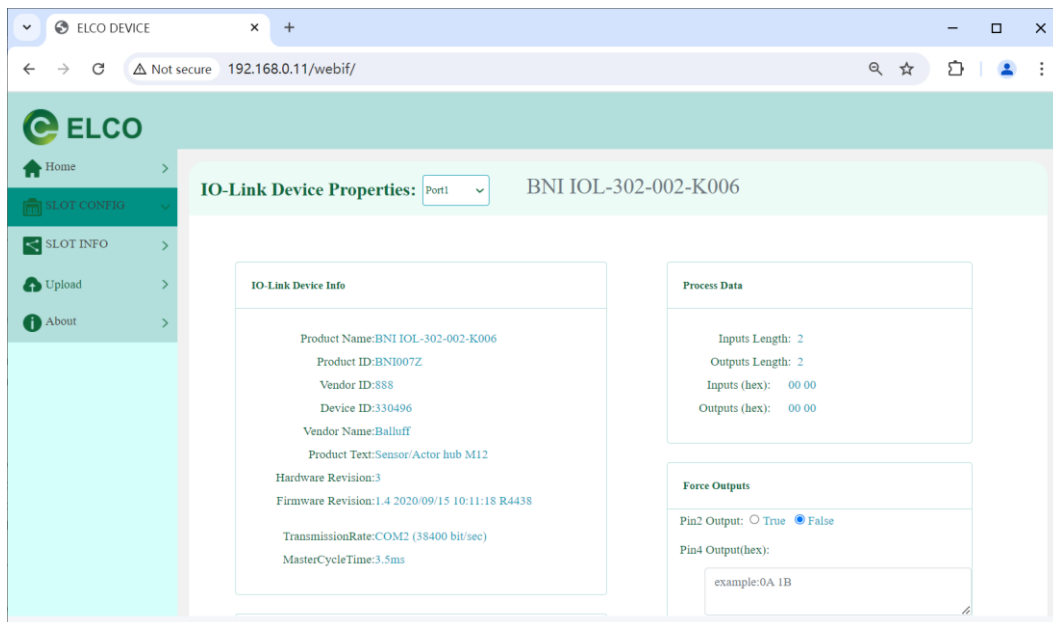 ELCO DEVICE
Not secure 192.168.0.11/webif/
ELCO
Home
SLOT CONFIG
SLOT INFO
Upload
About
IO-Link Device Properties: Port1 BNI IOL-302-002-K006
IO-Link Device Info
Product Name:BNI IOL-302-002-K006
Product ID:BNI007Z
Vendor ID:888
Device ID:330496
Vendor Name:Balluff
Product Text:Sensor/Actor hub M12
Hardware Revision:3
Firmware Revision:1.4 2020/09/15 10:11:18 R4438
TransmissionRate:COM2 (38400 bit/sec)
MasterCycleTime:3.5ms
Process Data
Inputs Length: 2
Outputs Length: 2
Inputs (hex): 00 00
Outputs (hex): 00 00
Force Outputs
Pin2 Output: True False
Pin4 Output(hex):
example:0A 1B